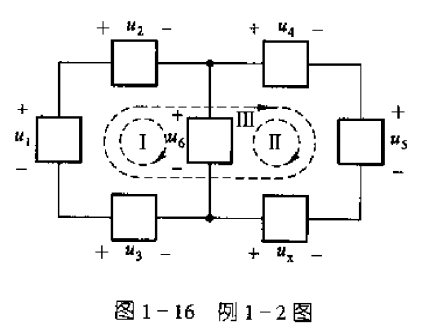 + u₂ − + u₄ −
+ + +
u₁ I u₆ III II u₅
− − −
+ u₃ − + uₓ −
图 1-16 例 1-2 图